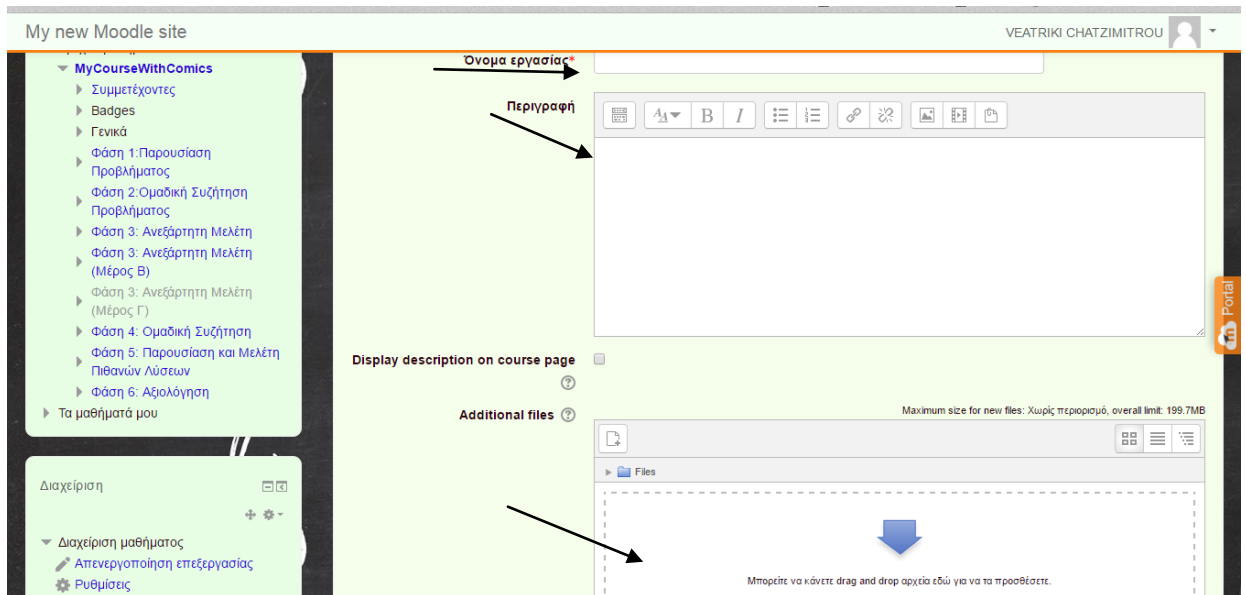 My new Moodle site
VEATRIKI CHATZIMITROU
MyCourseWithComics
Συμμετέχοντες
Badges
Γενικά
Φάση 1:Παρουσίαση
Προβλήματος
Φάση 2:Ομαδική Συζήτηση
Προβλήματος
Φάση 3: Ανεξάρτητη Μελέτη
Φάση 3: Ανεξάρτητη Μελέτη
(Μέρος Β)
Φάση 3: Ανεξάρτητη Μελέτη
(Μέρος Γ)
Φάση 4: Ομαδική Συζήτηση
Φάση 5: Παρουσίαση και Μελέτη
Πιθανών Λύσεων
Φάση 6: Αξιολόγηση
Τα μαθήματά μου
Διαχείριση
Διαχείριση μαθήματος
Απενεργοποίηση επεξεργασίας
Ρυθμίσεις
Όνομα εργασίας*
Περιγραφή
B I
Display description on course page
Additional files
Maximum size for new files: Χωρίς περιορισμό, overall limit: 199.7MB
Files
Μπορείτε να κάνετε drag and drop αρχεία εδώ για να τα προσθέσετε.
Portal